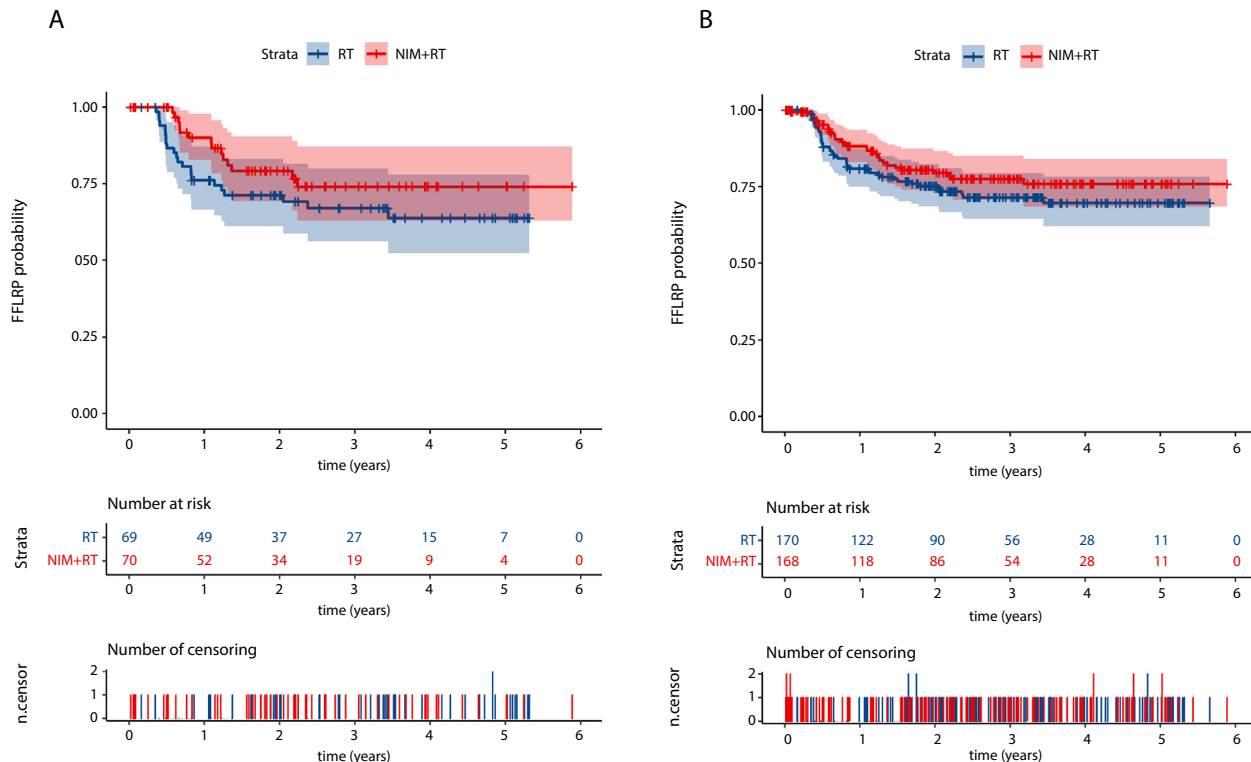 A
Strata RT NIM+RT
FFLRP probability
1.00
0.75
050
0.25
0.00
0 1 2 3 4 5 6
time (years)
Number at risk
Strata
RT 69 49 37 27 15 7 0
NIM+RT 70 52 34 19 9 4 0
0 1 2 3 4 5 6
time (years)
Number of censoring
n.censor
2
1
0
0 1 2 3 4 5 6
time (years)
B
Strata RT NIM+RT
FFLRP probability
1.00
0.75
0.50
0.25
0.00
0 1 2 3 4 5 6
time (years)
Number at risk
Strata
RT 170 122 90 56 28 11 0
NIM+RT 168 118 86 54 28 11 0
0 1 2 3 4 5 6
time (years)
Number of censoring
n.censor
2
1
0
0 1 2 3 4 5 6
time (years)